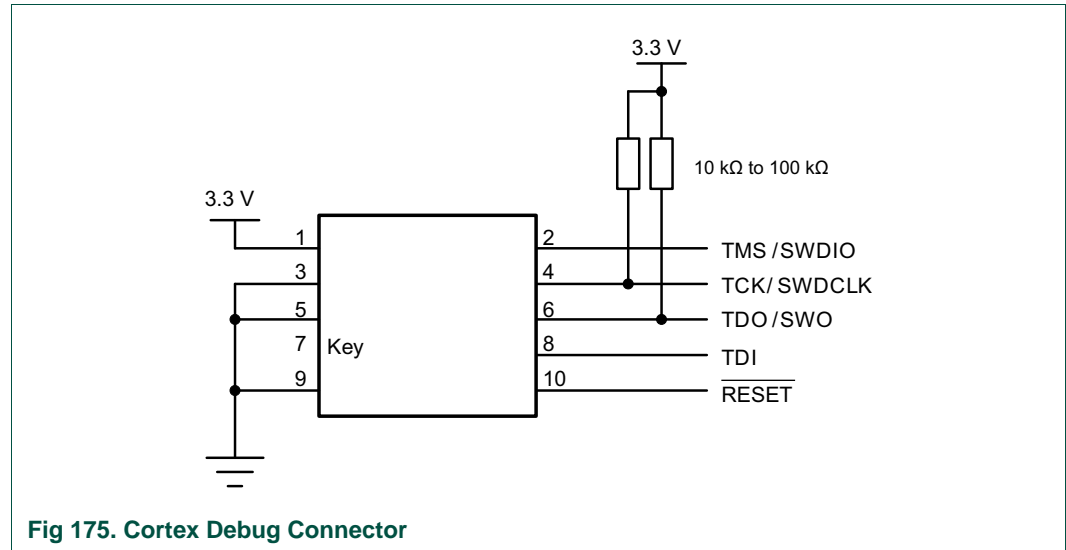 3.3 V
10 kΩ to 100 kΩ
3.3 V
1
2
TMS /SWDIO
3
4
TCK/ SWDCLK
5
6
TDO /SWO
7
Key
8
TDI
9
10
RESET
Fig 175. Cortex Debug Connector